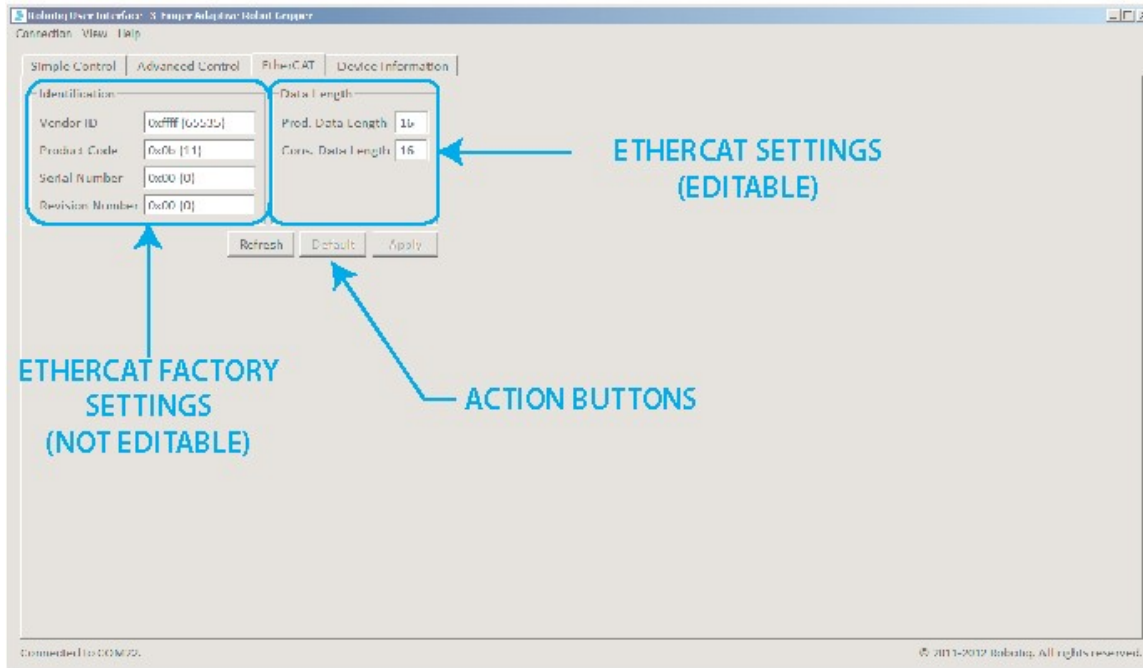 Robotiq User Interface - 3-Finger Adaptive Robot Gripper
Connection View Help
Simple Control Advanced Control EtherCAT Device Information
Identification
Data Length
Vendor ID 0xffff (65535)
Prod. Data Length 16
Product Code 0x0b (11)
Cons. Data Length 16
Serial Number 0x00 (0)
Revision Number 0x00 (0)
Refresh Default Apply
ETHERCAT SETTINGS
(EDITABLE)
ETHERCAT FACTORY
SETTINGS
(NOT EDITABLE)
ACTION BUTTONS
Connected to COM22.
© 2011-2012 Robotiq. All rights reserved.